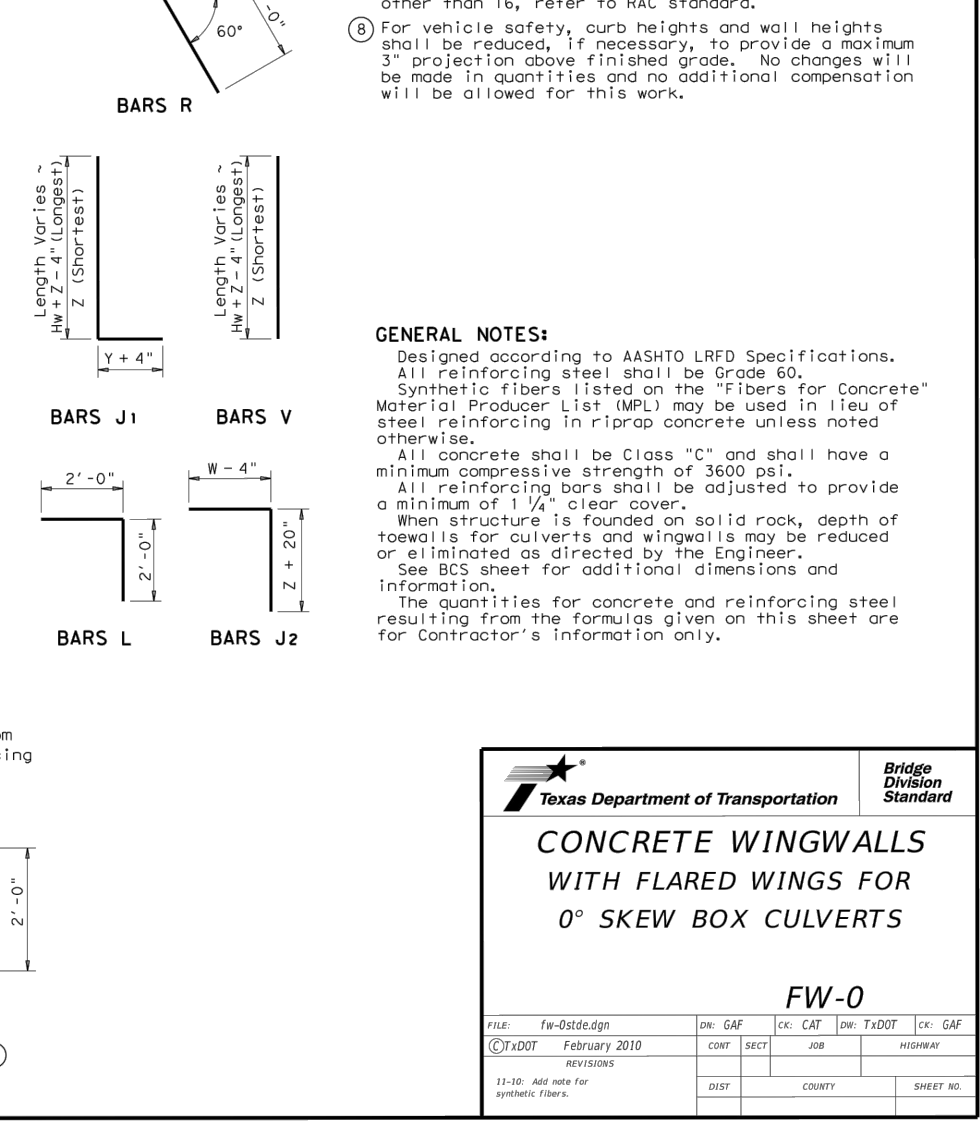 other than 16, refer to RAC standard.
8 For vehicle safety, curb heights and wall heights
shall be reduced, if necessary, to provide a maximum
3" projection above finished grade. No changes will
be made in quantities and no additional compensation
will be allowed for this work.
60°
-0"
BARS R
Length Varies ~
Hw + Z - 4" (Longest)
Z (Shortest)
Y + 4"
BARS J1
Length Varies ~
Hw + Z - 4" (Longest)
Z (Shortest)
BARS V
2'-0"
2'-0"
BARS L
W - 4"
Z + 20"
BARS J2
GENERAL NOTES:
Designed according to AASHTO LRFD Specifications.
All reinforcing steel shall be Grade 60.
Synthetic fibers listed on the "Fibers for Concrete"
Material Producer List (MPL) may be used in lieu of
steel reinforcing in riprap concrete unless noted
otherwise.
All concrete shall be Class "C" and shall have a
minimum compressive strength of 3600 psi.
All reinforcing bars shall be adjusted to provide
a minimum of 1 1/4" clear cover.
When structure is founded on solid rock, depth of
toewalls for culverts and wingwalls may be reduced
or eliminated as directed by the Engineer.
See BCS sheet for additional dimensions and
information.
The quantities for concrete and reinforcing steel
resulting from the formulas given on this sheet are
for Contractor's information only.
om
cing
2'-0"
® Texas Department of Transportation
Bridge
Division
Standard
CONCRETE WINGWALLS
WITH FLARED WINGS FOR
0° SKEW BOX CULVERTS
FW-0
FILE: fw-0stde.dgn DN: GAF CK: CAT DW: TxDOT CK: GAF
©TxDOT February 2010 CONT SECT JOB HIGHWAY
REVISIONS
11-10: Add note for
synthetic fibers.
DIST COUNTY SHEET NO.